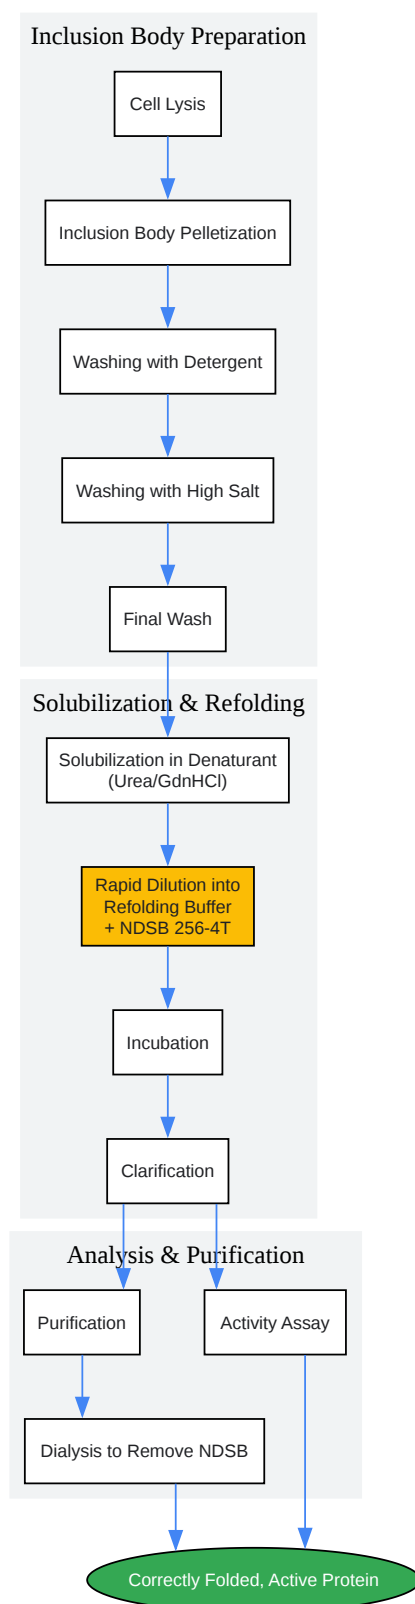 Inclusion Body Preparation
Cell Lysis
Inclusion Body Pelletization
Washing with Detergent
Washing with High Salt
Final Wash
Solubilization & Refolding
Solubilization in Denaturant
(Urea/GdnHCl)
Rapid Dilution into
Refolding Buffer
+ NDSB 256-4T
Incubation
Clarification
Analysis & Purification
Purification
Activity Assay
Dialysis to Remove NDSB
Correctly Folded, Active Protein